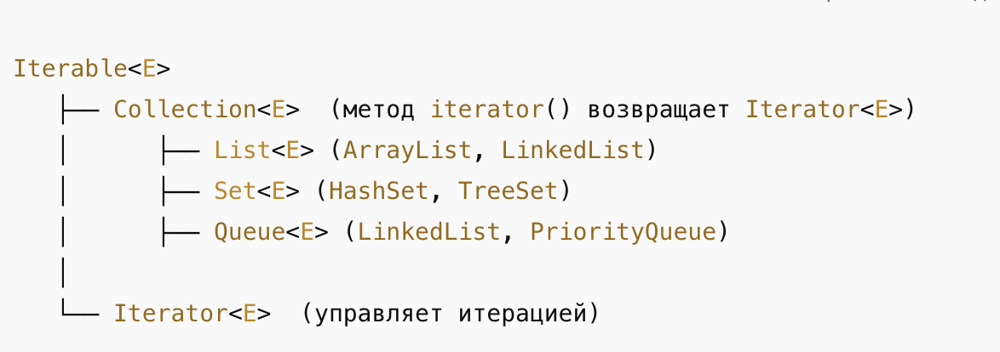 Iterable<E>
├── Collection<E>  (метод iterator() возвращает Iterator<E>)
│      ├── List<E> (ArrayList, LinkedList)
│      ├── Set<E> (HashSet, TreeSet)
│      ├── Queue<E> (LinkedList, PriorityQueue)
│
└── Iterator<E>  (управляет итерацией)